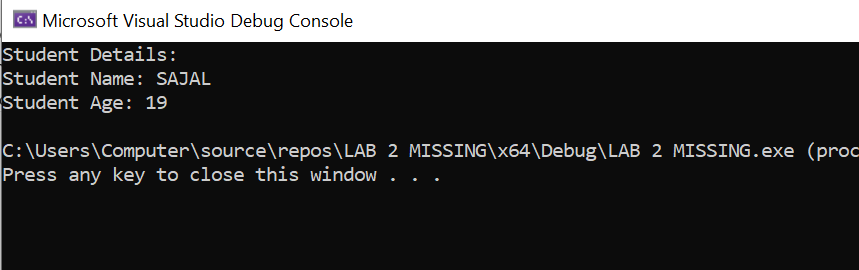 Microsoft Visual Studio Debug Console
Student Details:
Student Name: SAJAL
Student Age: 19
C:\Users\Computer\source\repos\LAB 2 MISSING\x64\Debug\LAB 2 MISSING.exe (proc
Press any key to close this window . . .